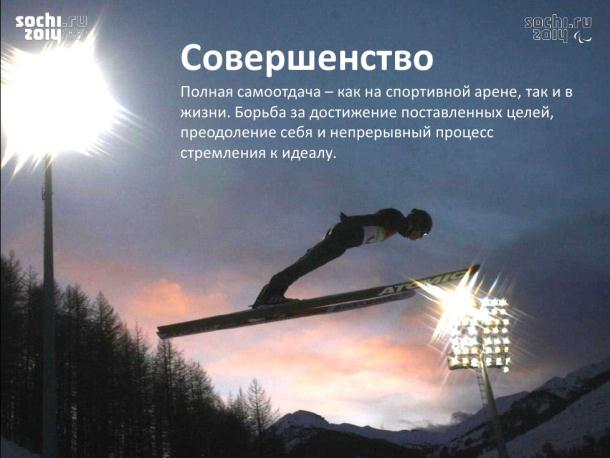 sochi.ru
2014
sochi.ru
2014
Совершенство
Полная самоотдача – как на спортивной арене, так и в
жизни. Борьба за достижение поставленных целей,
преодоление себя и непрерывный процесс
стремления к идеалу.
ATOMIC